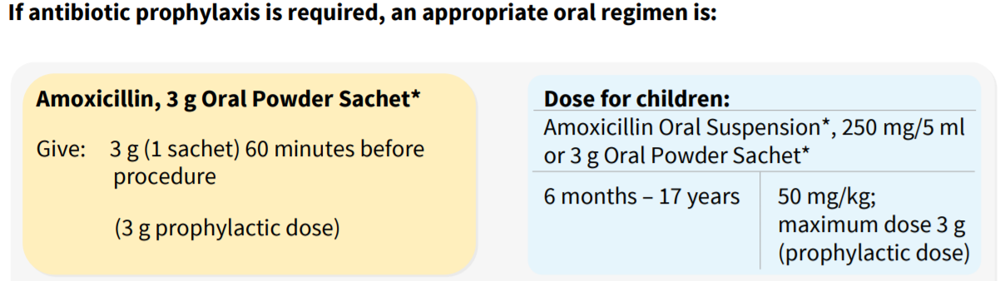 If antibiotic prophylaxis is required, an appropriate oral regimen is:
Amoxicillin, 3 g Oral Powder Sachet*
Give: 3 g (1 sachet) 60 minutes before
procedure
(3 g prophylactic dose)
Dose for children:
Amoxicillin Oral Suspension*, 250 mg/5 ml
or 3 g Oral Powder Sachet*
6 months – 17 years
50 mg/kg;
maximum dose 3 g
(prophylactic dose)